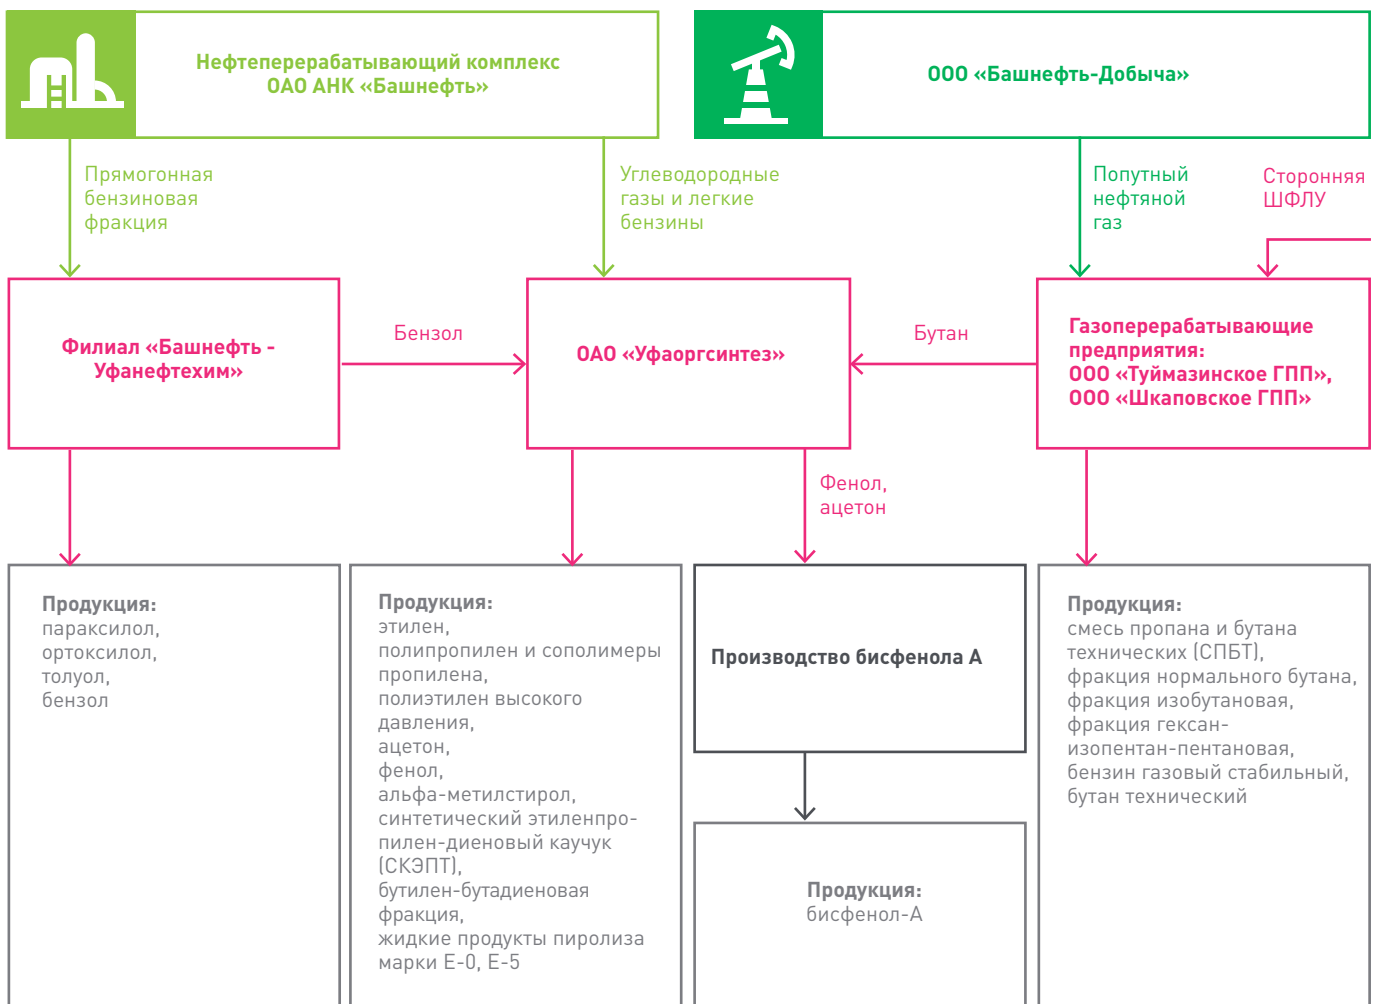 Нефтеперерабатывающий комплекс
ОАО АНК «Башнефть»
ООО «Башнефть-Добыча»
Прямогонная
бензиновая
фракция
Углеводородные
газы и легкие
бензины
Попутный
нефтяной
газ
Сторонняя
ШФЛУ
Филиал «Башнефть -
Уфанефтехим»
Бензол
ОАО «Уфаоргсинтез»
Бутан
Газоперерабатывающие
предприятия:
ООО «Туймазинское ГПП»,
ООО «Шкаповское ГПП»
Фенол,
ацетон
Продукция:
параксилол,
ортоксилол,
толуол,
бензол
Продукция:
этилен,
полипропилен и сополимеры
пропилена,
полиэтилен высокого
давления,
ацетон,
фенол,
альфа-метилстирол,
синтетический этиленпро-
пилен-диеновый каучук
(СКЭПТ),
бутилен-бутадиеновая
фракция,
жидкие продукты пиролиза
марки Е-0, Е-5
Производство бисфенола А
Продукция:
бисфенол-А
Продукция:
смесь пропана и бутана
технических (СПБТ),
фракция нормального бутана,
фракция изобутановая,
фракция гексан-
изопентан-пентановая,
бензин газовый стабильный,
бутан технический